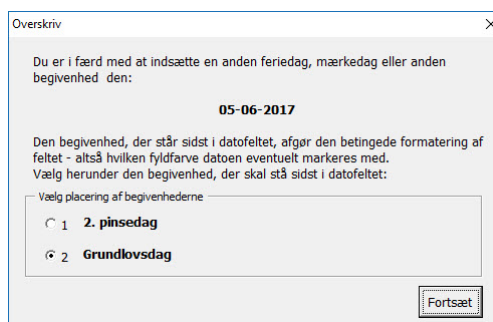 Overskriv
Du er i færd med at indsætte en anden feriedag, mærkedag eller anden
begivenhed den:
05-06-2017
Den begivenhed, der står sidst i datofeltet, afgør den betingede formatering af
feltet - altså hvilken fyldfarve datoen eventuelt markeres med.
Vælg herunder den begivenhed, der skal stå sidst i datofeltet:
Vælg placering af begivenhederne
1 2. pinsedag
2 Grundlovsdag
Fortsæt